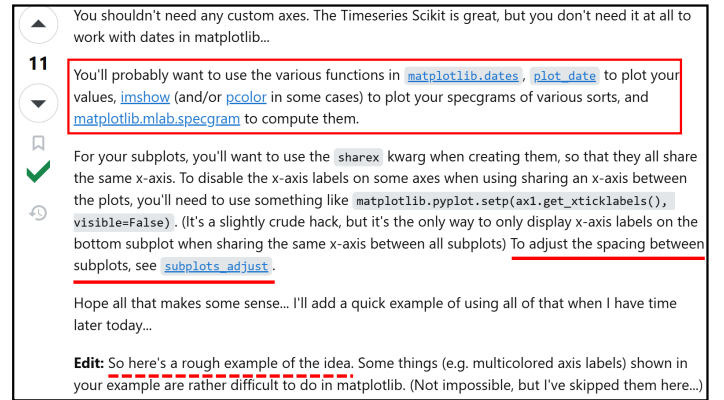 You shouldn't need any custom axes. The Timeseries Scikit is great, but you don't need it at all to
work with dates in matplotlib...
11
You'll probably want to use the various functions in matplotlib.dates, plot_date to plot your
values, imshow (and/or pcolor in some cases) to plot your specgrams of various sorts, and
matplotlib.mlab.specgram to compute them.
For your subplots, you'll want to use the sharex kwarg when creating them, so that they all share
the same x-axis. To disable the x-axis labels on some axes when using sharing an x-axis between
the plots, you'll need to use something like matplotlib.pyplot.setp(ax1.get_xticklabels(),
visible=False). (It's a slightly crude hack, but it's the only way to only display x-axis labels on the
bottom subplot when sharing the same x-axis between all subplots) To adjust the spacing between
subplots, see subplots_adjust.
Hope all that makes some sense... I'll add a quick example of using all of that when I have time
later today...
Edit: So here's a rough example of the idea. Some things (e.g. multicolored axis labels) shown in
your example are rather difficult to do in matplotlib. (Not impossible, but I've skipped them here...)